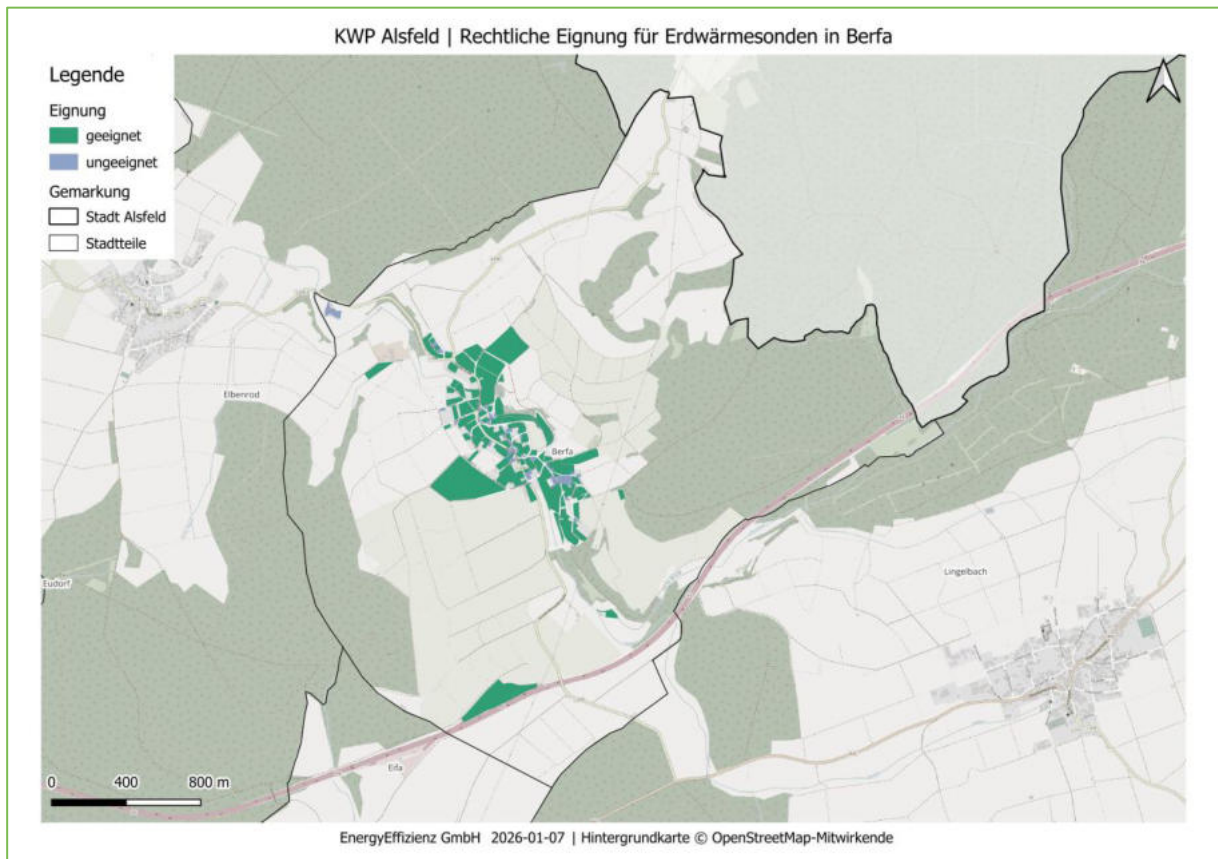 KWP Alsfeld | Rechtliche Eignung für Erdwärmesonden in Berfa
Legende
Eignung
geeignet
ungeeignet
Gemarkung
Stadt Alsfeld
Stadtteile
Elbenrod
Berfa
Eudorf
Lingelbach
Eifa
0 400 800 m
EnergyEffizienz GmbH 2026-01-07 | Hintergrundkarte © OpenStreetMap-Mitwirkende